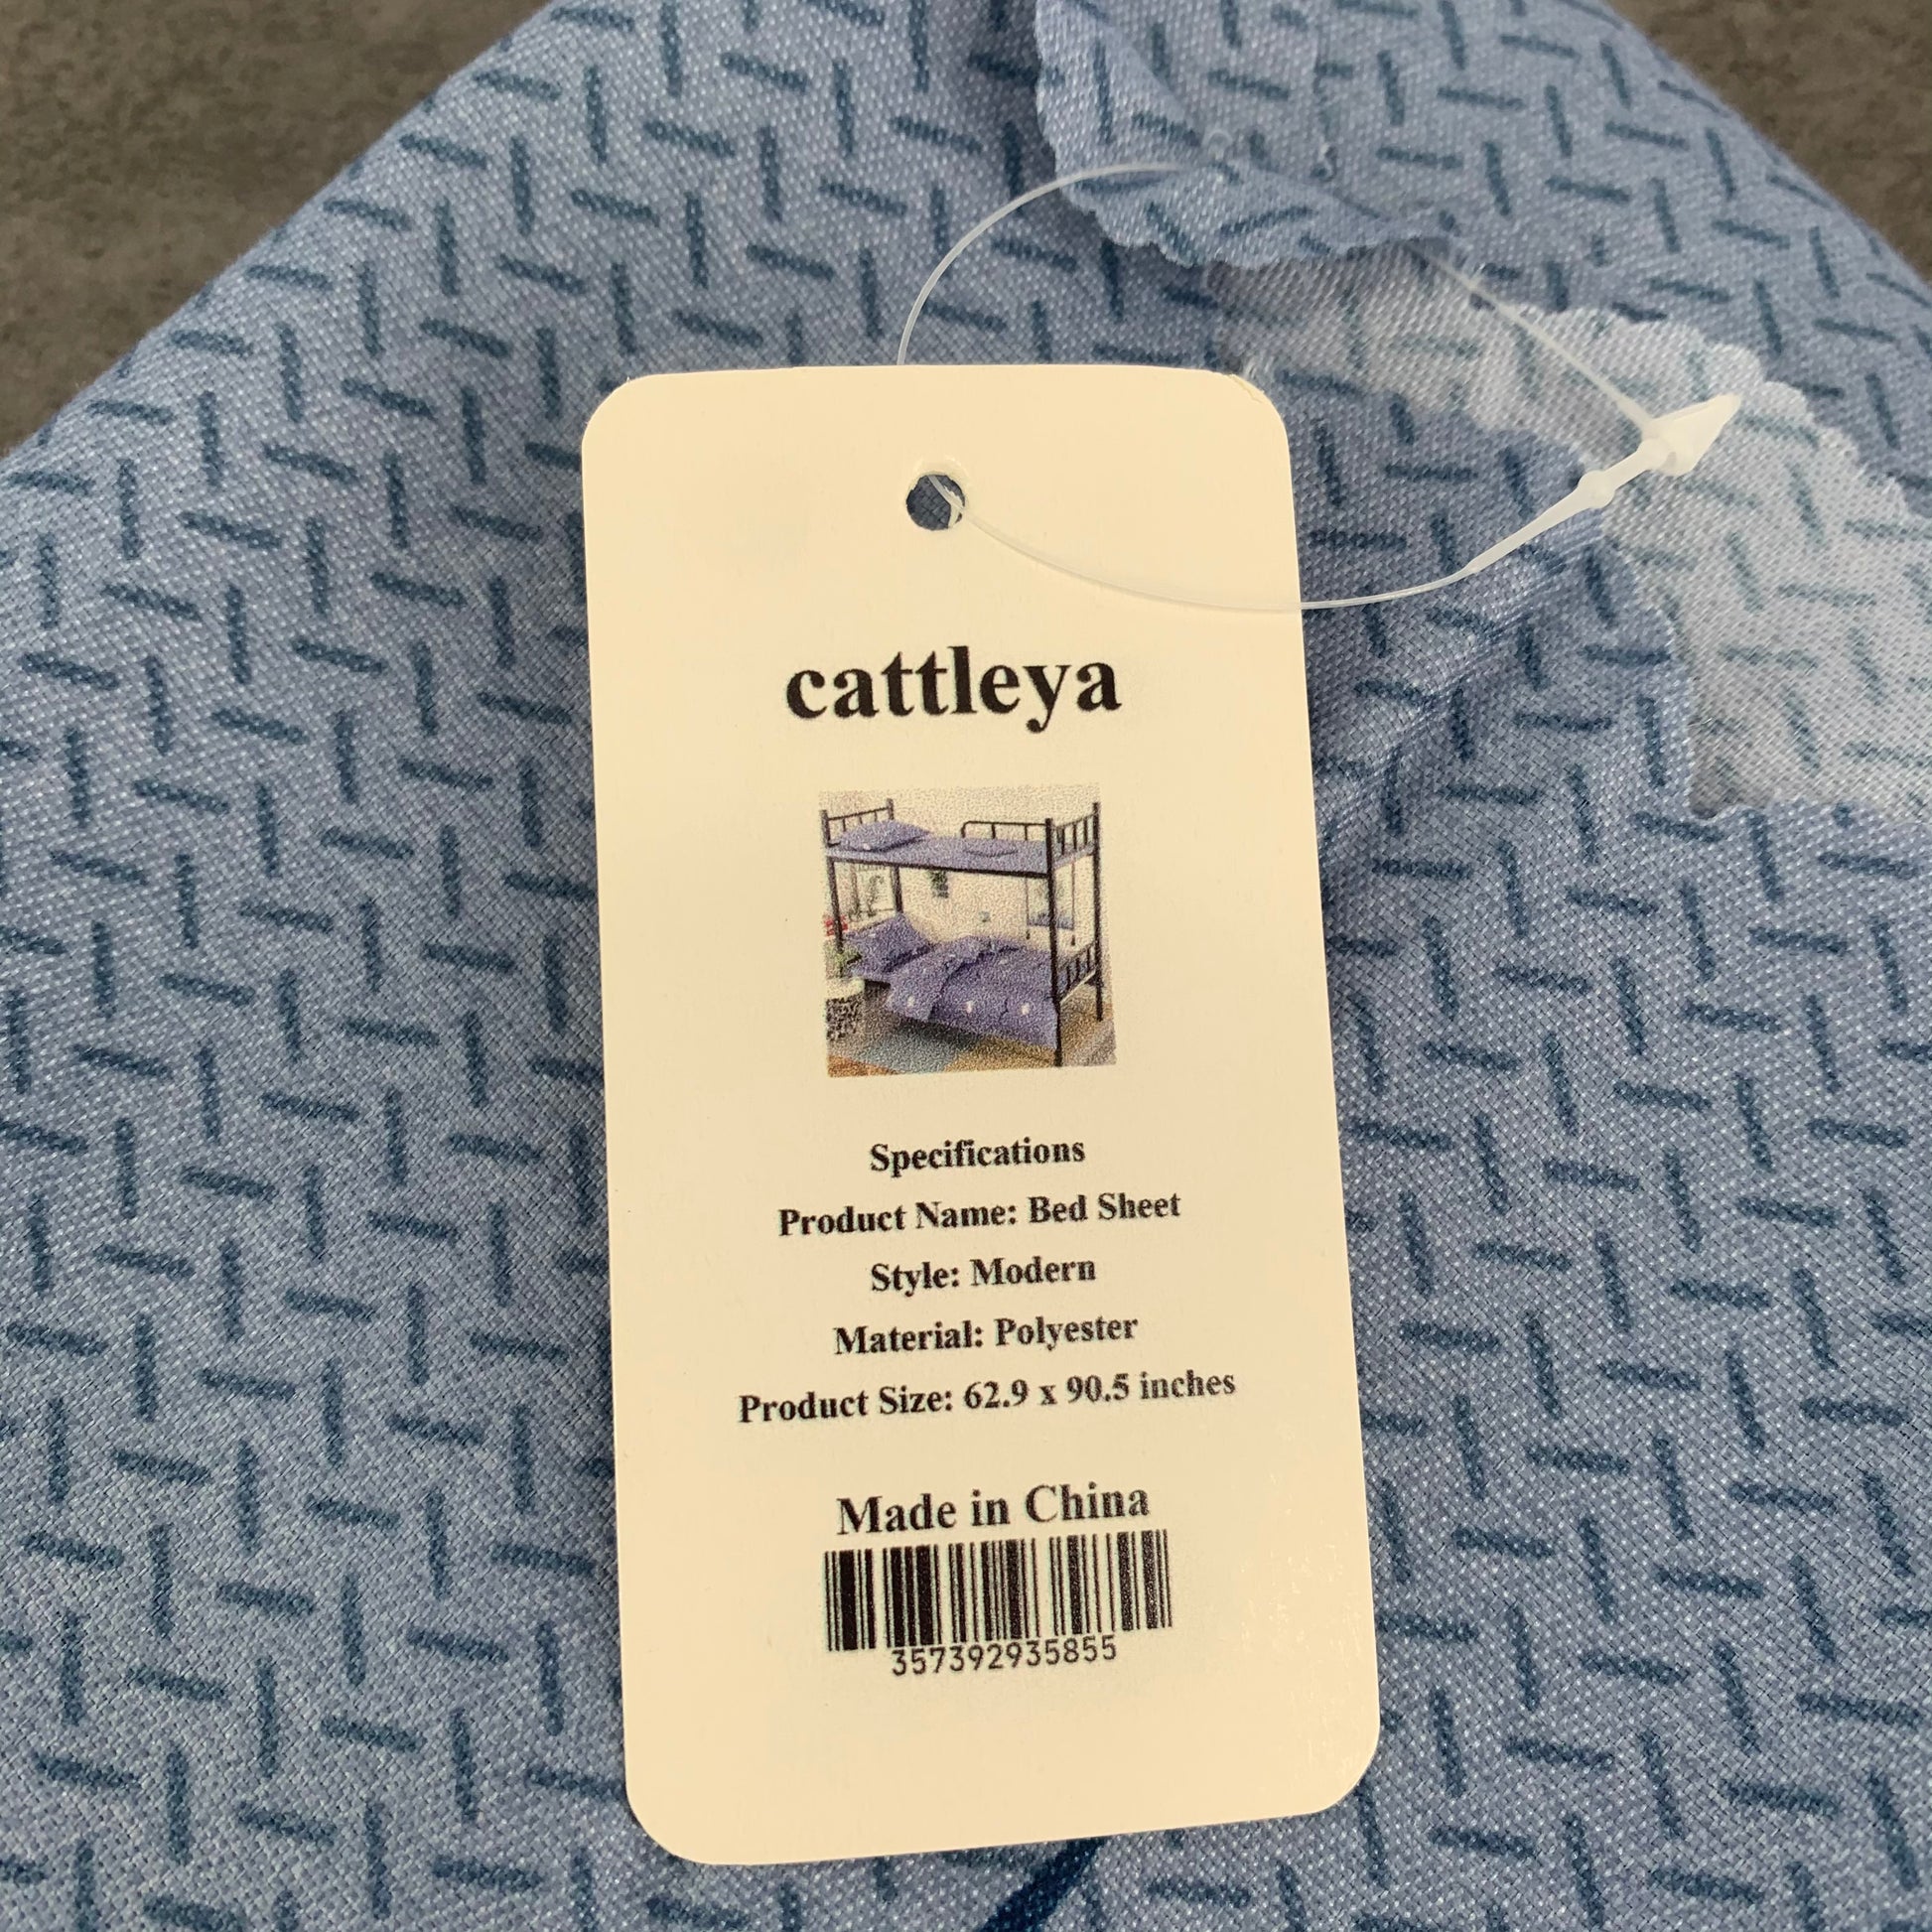 cattleya
Specifications
Product Name: Bed Sheet
Style: Modern
Material: Polyester
Product Size: 62.9 x 90.5 inches
Made in China
357392935855